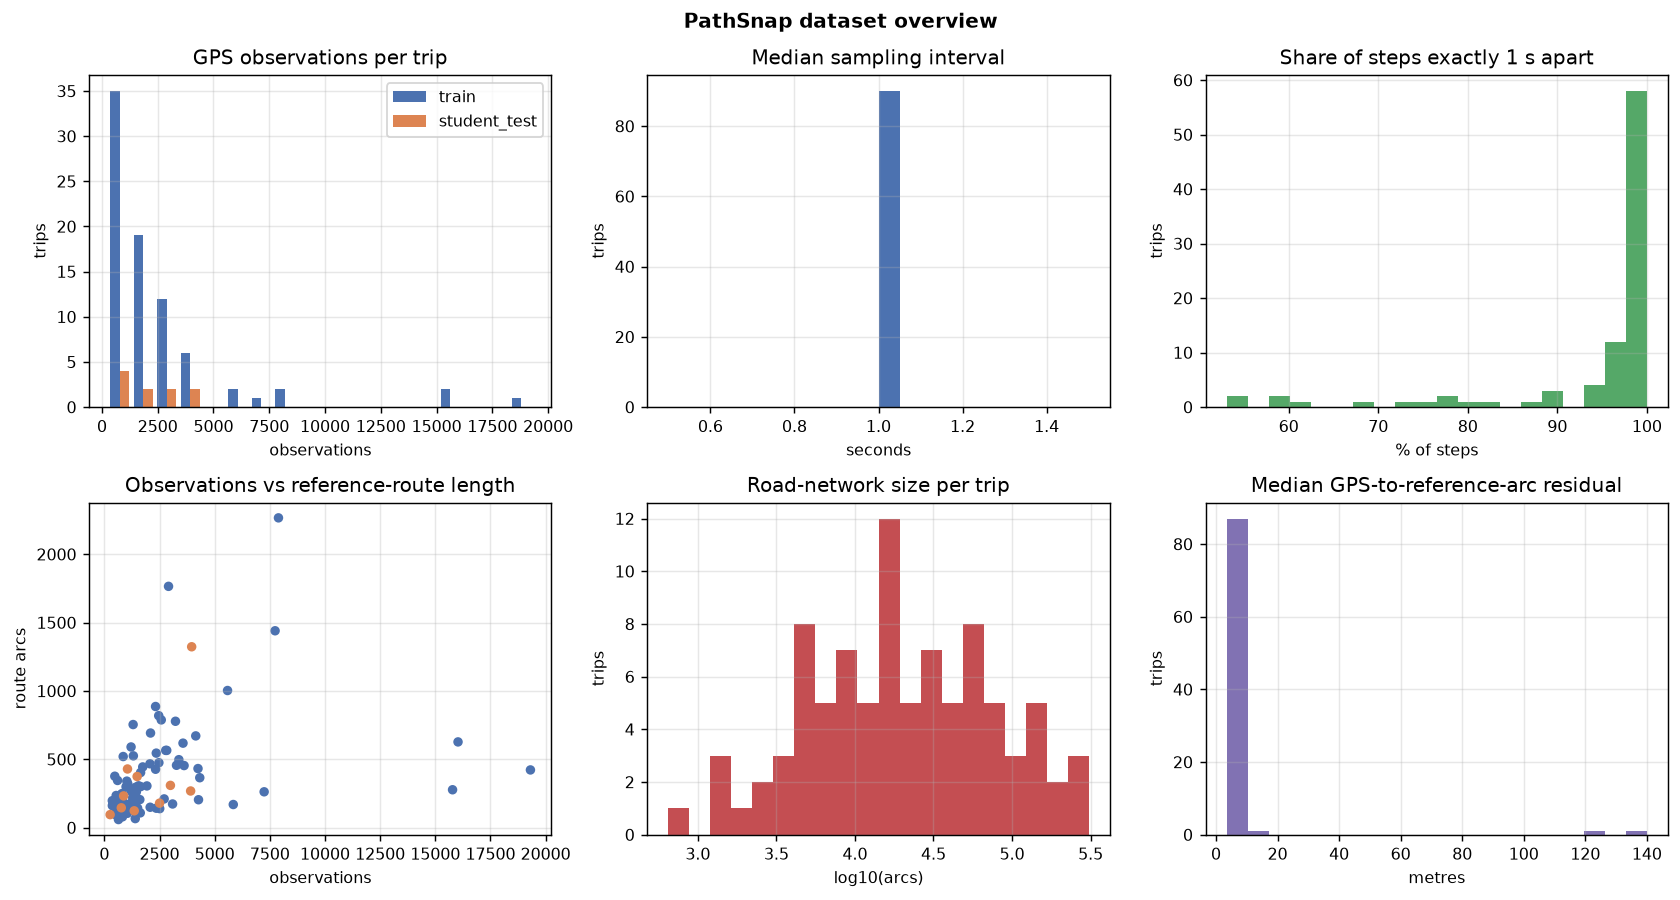 PathSnap dataset overview
GPS observations per trip
trips
35
30
25
20
15
10
5
0
train
student_test
0 2500 5000 7500 10000 12500 15000 17500 20000
observations
Median sampling interval
trips
80
60
40
20
0
0.6 0.8 1.0 1.2 1.4
seconds
Share of steps exactly 1 s apart
trips
60
50
40
30
20
10
0
60 70 80 90 100
% of steps
Observations vs reference-route length
route arcs
2000
1500
1000
500
0
0 2500 5000 7500 10000 12500 15000 17500 20000
observations
Road-network size per trip
trips
12
10
8
6
4
2
0
3.0 3.5 4.0 4.5 5.0 5.5
log10(arcs)
Median GPS-to-reference-arc residual
trips
80
60
40
20
0
0 20 40 60 80 100 120 140
metres